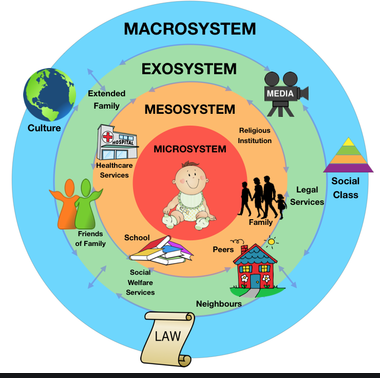 MACROSYSTEM
EXOSYSTEM
Extended
Family
MEDIA
Culture
MESOSYSTEM
HOSPITAL
Religious
Institution
MICROSYSTEM
Healthcare
Services
Social
Class
Legal
Services
Family
Friends
of Family
School
Peers
Social
Welfare
Services
Neighbours
LAW